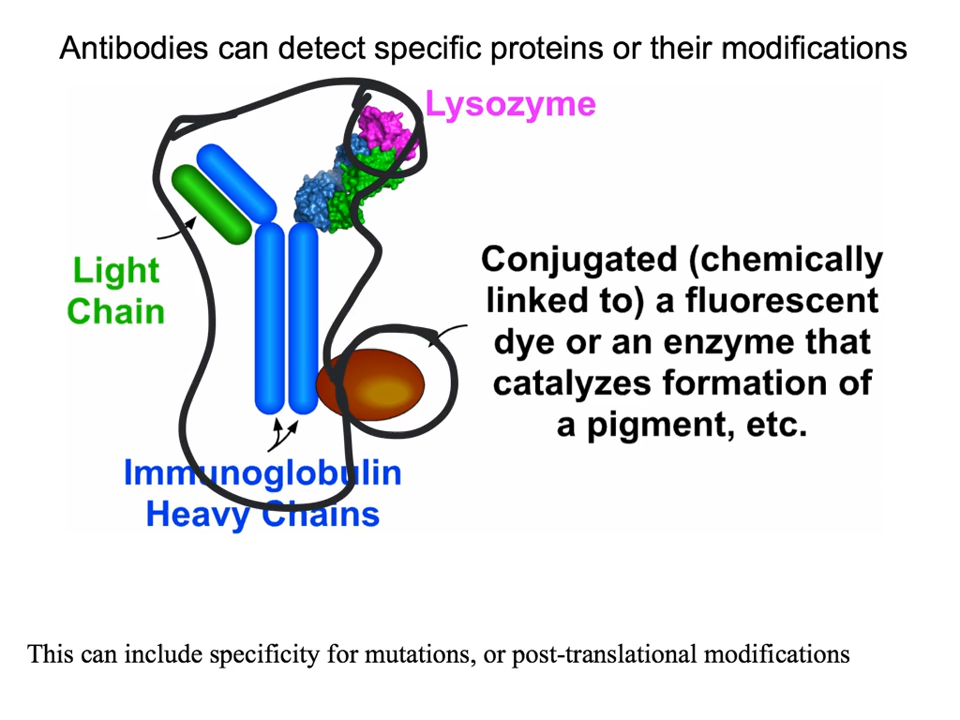 Antibodies can detect specific proteins or their modifications
Lysozyme
Light
Chain
Conjugated (chemically
linked to) a fluorescent
dye or an enzyme that
catalyzes formation of
a pigment, etc.
Immunoglobulin
Heavy Chains
This can include specificity for mutations, or post-translational modifications